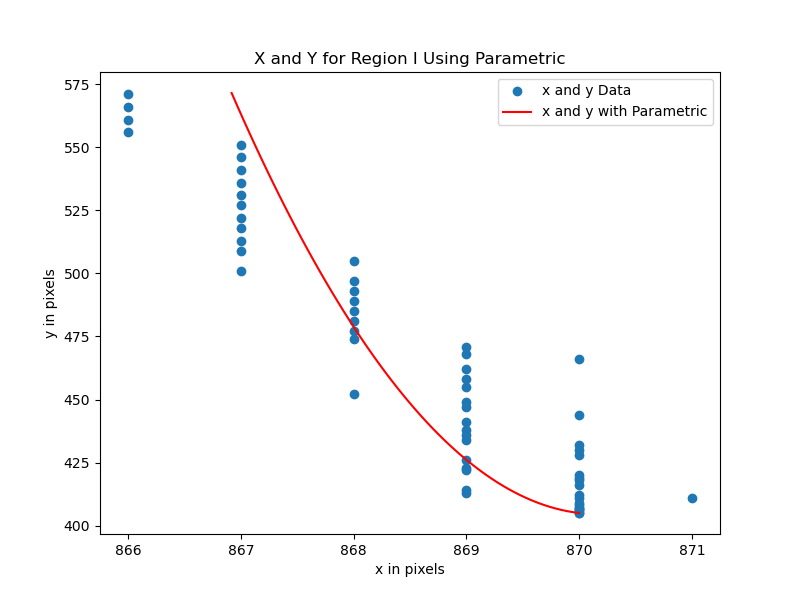 X and Y for Region I Using Parametric
x and y Data
x and y with Parametric
575
550
525
500
475
450
425
400
y in pixels
866 867 868 869 870 871
x in pixels